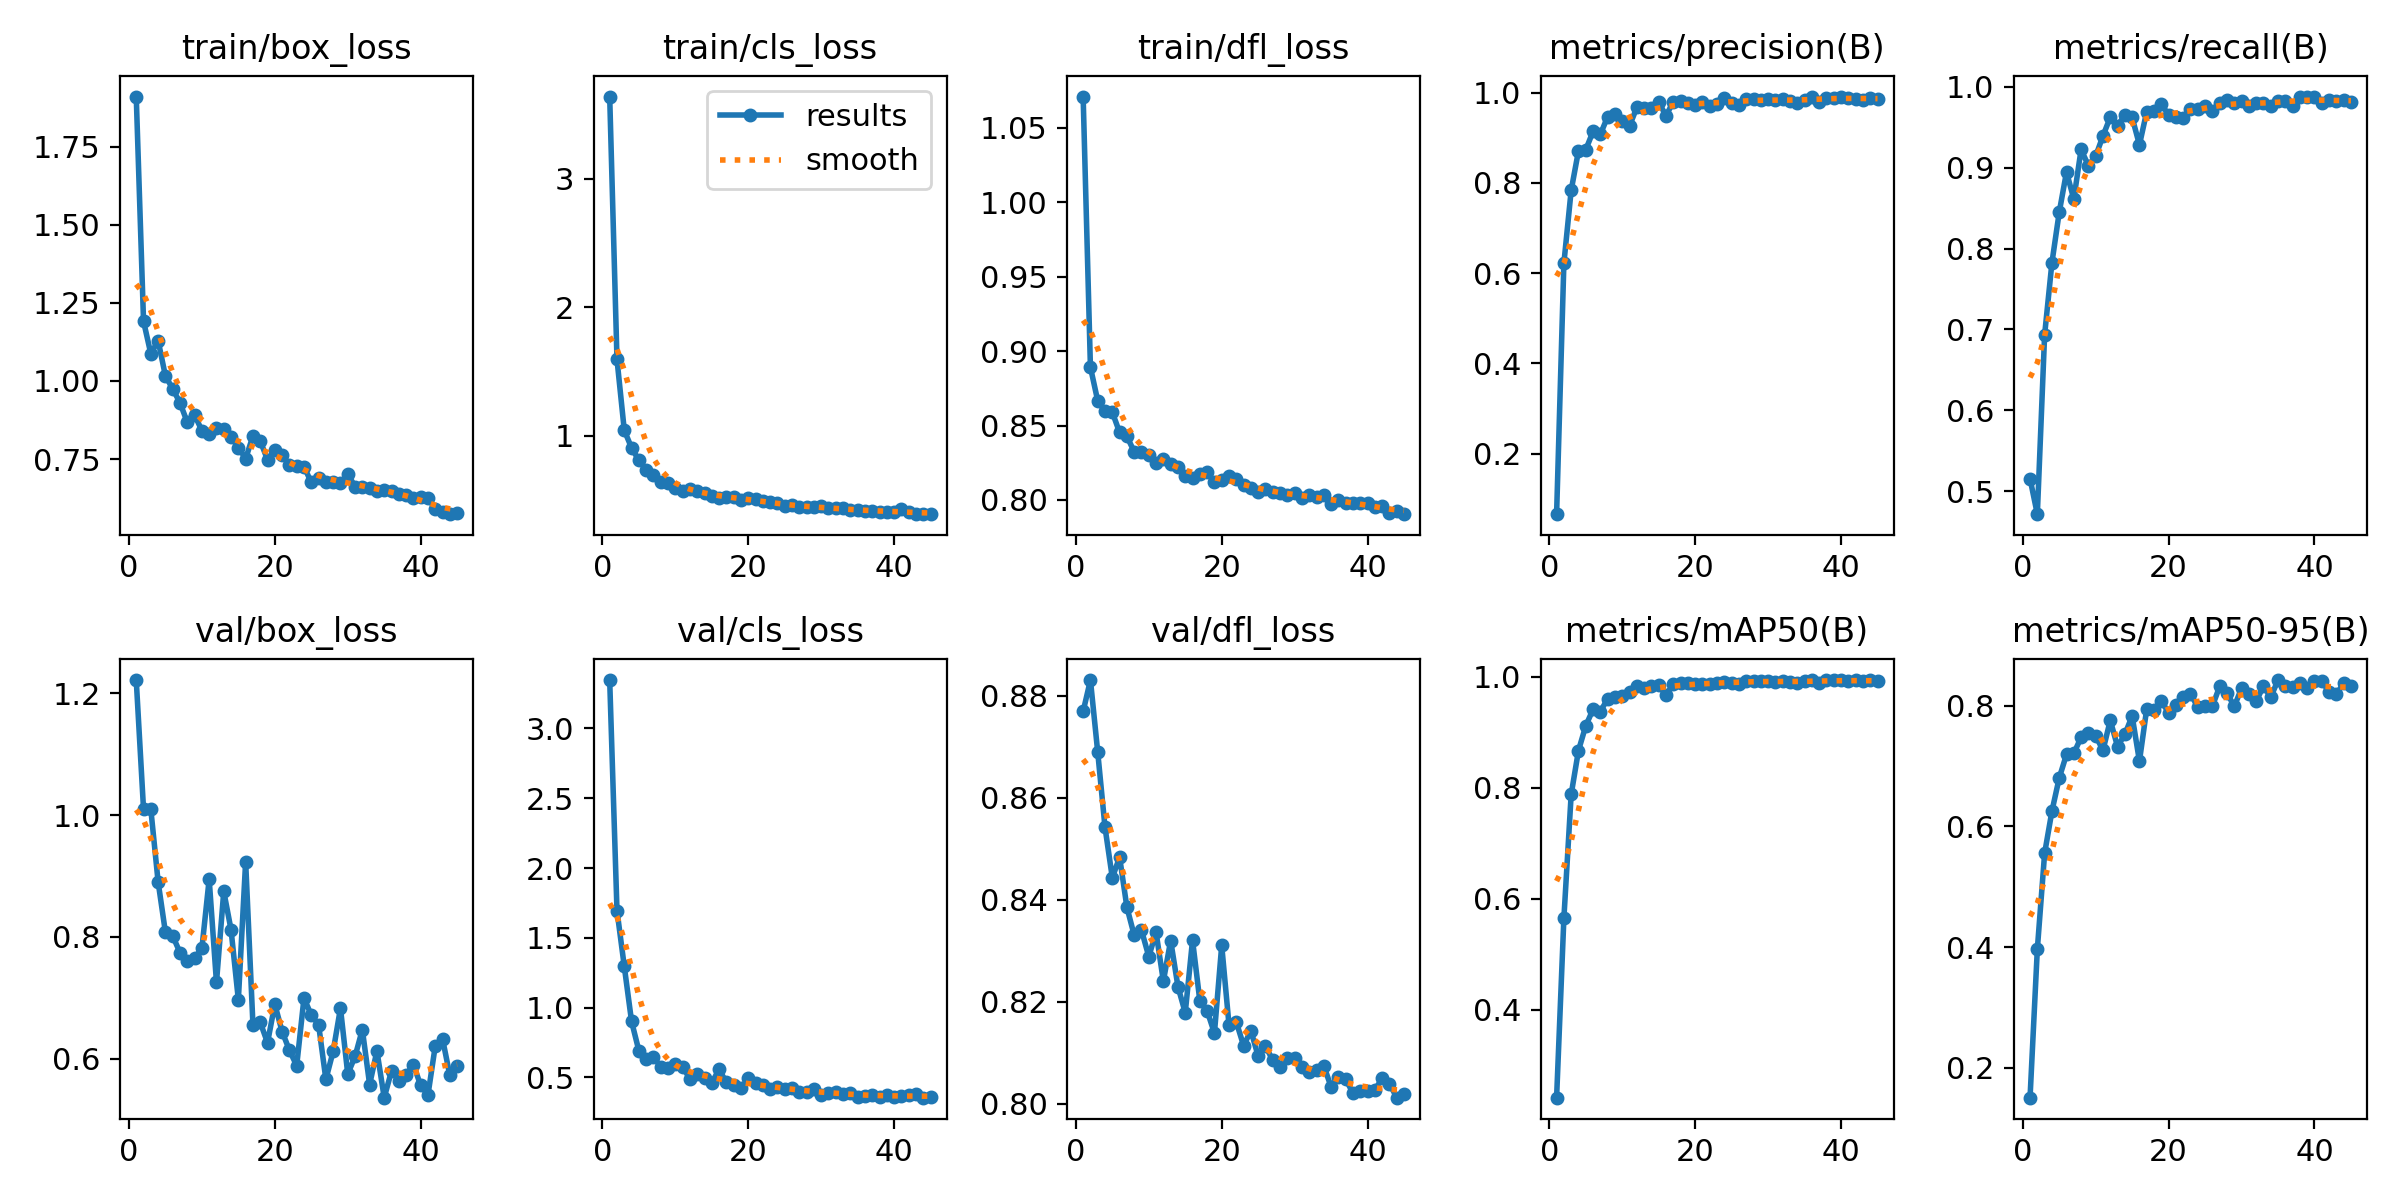 train/box_loss
1.75
1.50
1.25
1.00
0.75
0 20 40
train/cls_loss
results
smooth
3
2
1
0 20 40
train/dfl_loss
1.05
1.00
0.95
0.90
0.85
0.80
0 20 40
metrics/precision(B)
1.0
0.8
0.6
0.4
0.2
0 20 40
metrics/recall(B)
1.0
0.9
0.8
0.7
0.6
0.5
0 20 40
val/box_loss
1.2
1.0
0.8
0.6
0 20 40
val/cls_loss
3.0
2.5
2.0
1.5
1.0
0.5
0 20 40
val/dfl_loss
0.88
0.86
0.84
0.82
0.80
0 20 40
metrics/mAP50(B)
1.0
0.8
0.6
0.4
0 20 40
metrics/mAP50-95(B)
0.8
0.6
0.4
0.2
0 20 40